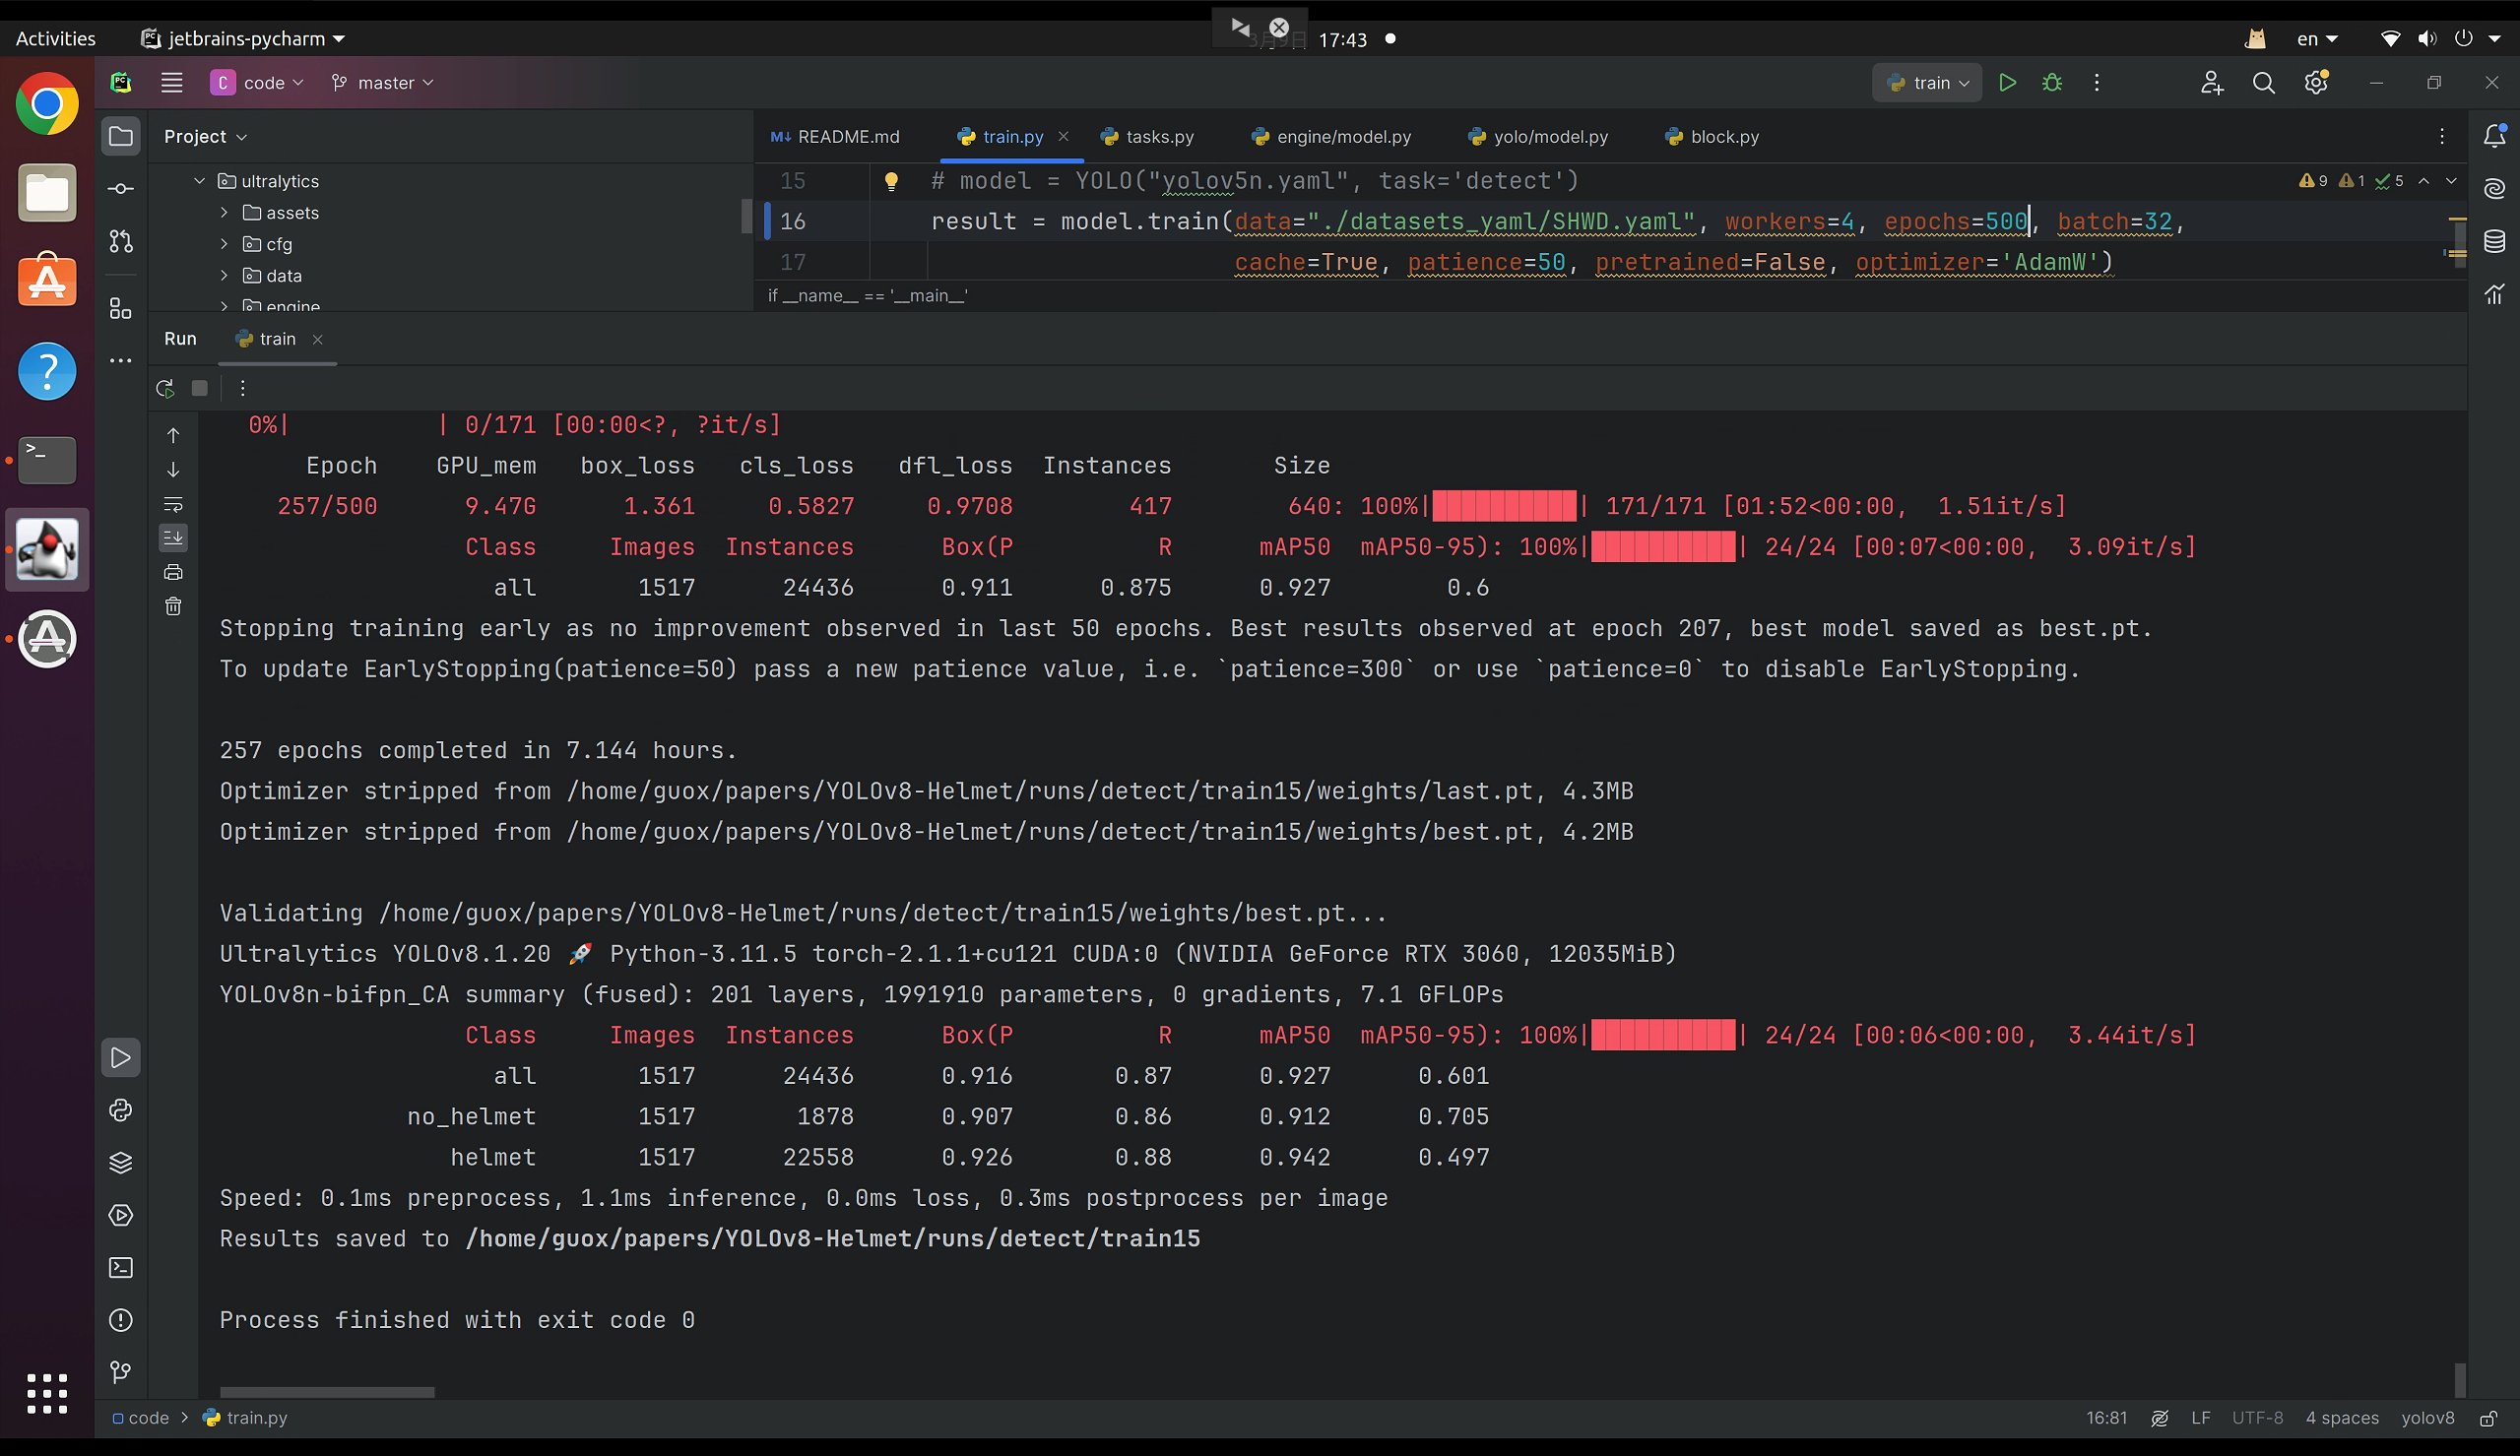 Activities jetbrains-pycharm 17:43 en
code master train
Project README.md train.py tasks.py engine/model.py yolo/model.py block.py
ultralytics
assets
cfg
data
engine
15 # model = YOLO("yolov5n.yaml", task='detect') 9 1 5
16 result = model.train(data="./datasets_yaml/SHWD.yaml", workers=4, epochs=500, batch=32,
17 cache=True, patience=50, pretrained=False, optimizer='AdamW')
if __name__ == '__main__'
Run train
0%| | 0/171 [00:00<?, ?it/s]
Epoch GPU_mem box_loss cls_loss dfl_loss Instances Size
257/500 9.47G 1.361 0.5827 0.9708 417 640: 100%|██████████| 171/171 [01:52<00:00, 1.51it/s]
Class Images Instances Box(P R mAP50 mAP50-95): 100%|██████████| 24/24 [00:07<00:00, 3.09it/s]
all 1517 24436 0.911 0.875 0.927 0.6
Stopping training early as no improvement observed in last 50 epochs. Best results observed at epoch 207, best model saved as best.pt.
To update EarlyStopping(patience=50) pass a new patience value, i.e. `patience=300` or use `patience=0` to disable EarlyStopping.
257 epochs completed in 7.144 hours.
Optimizer stripped from /home/guox/papers/YOLOv8-Helmet/runs/detect/train15/weights/last.pt, 4.3MB
Optimizer stripped from /home/guox/papers/YOLOv8-Helmet/runs/detect/train15/weights/best.pt, 4.2MB
Validating /home/guox/papers/YOLOv8-Helmet/runs/detect/train15/weights/best.pt...
Ultralytics YOLOv8.1.20 🚀 Python-3.11.5 torch-2.1.1+cu121 CUDA:0 (NVIDIA GeForce RTX 3060, 12035MiB)
YOLOv8n-bifpn_CA summary (fused): 201 layers, 1991910 parameters, 0 gradients, 7.1 GFLOPs
Class Images Instances Box(P R mAP50 mAP50-95): 100%|██████████| 24/24 [00:06<00:00, 3.44it/s]
all 1517 24436 0.916 0.87 0.927 0.601
no_helmet 1517 1878 0.907 0.86 0.912 0.705
helmet 1517 22558 0.926 0.88 0.942 0.497
Speed: 0.1ms preprocess, 1.1ms inference, 0.0ms loss, 0.3ms postprocess per image
Results saved to /home/guox/papers/YOLOv8-Helmet/runs/detect/train15
Process finished with exit code 0
code > train.py 16:81 LF UTF-8 4 spaces yolov8